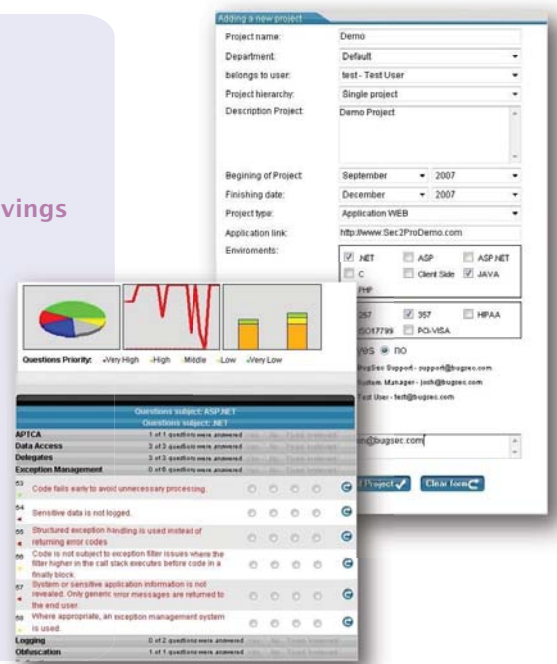 vings
Adding a new project
Project name: Demo
Department: Default
belongs to user: test - Test User
Project hierarchy: Single project
Description Project: Demo Project
Begining of Project: September 2007
Finishing date: December 2007
Project type: Application WEB
Application link: http://www.Sec2ProDemo.com
Enviroments: .NET ASP ASP.NET
C Client Side JAVA
PHP
257 357 HIPAA
ISO17799 PCI-VISA
yes no
BugSec Support - support@bugsec.com
System Manager - josh@bugsec.com
Test User - test@bugsec.com
n@bugsec.com
Project Clear form
Questions Priority: Very High High Middle Low Very Low
Questions subject: ASP.NET
Questions subject: .NET
APTCA 1 of 1 questions were answered
Data Access 3 of 3 questions were answered
Delegates 3 of 3 questions were answered
Exception Management 0 of 6 questions were answered
53 Code fails early to avoid unnecessary processing.
54 Sensitive data is not logged.
55 Structured exception handling is used instead of
returning error codes
56 Code is not subject to exception filter issues where the
filter higher in the call stack executes before code in a
finally block.
57 System or sensitive application information is not
revealed. Only generic error messages are returned to
the end user.
58 Where appropriate, an exception management system
is used.
Logging 0 of 2 questions were answered
Obfuscation 1 of 1 questions were answered